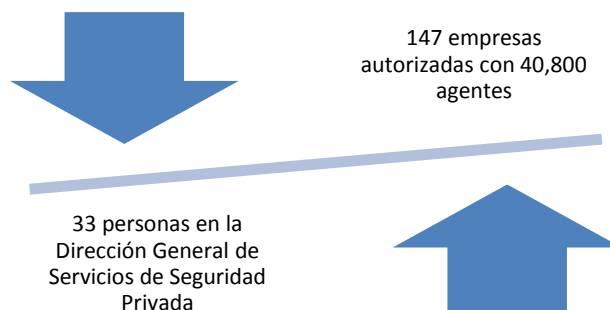 147 empresas
autorizadas con 40,800
agentes
33 personas en la
Dirección General de
Servicios de Seguridad
Privada